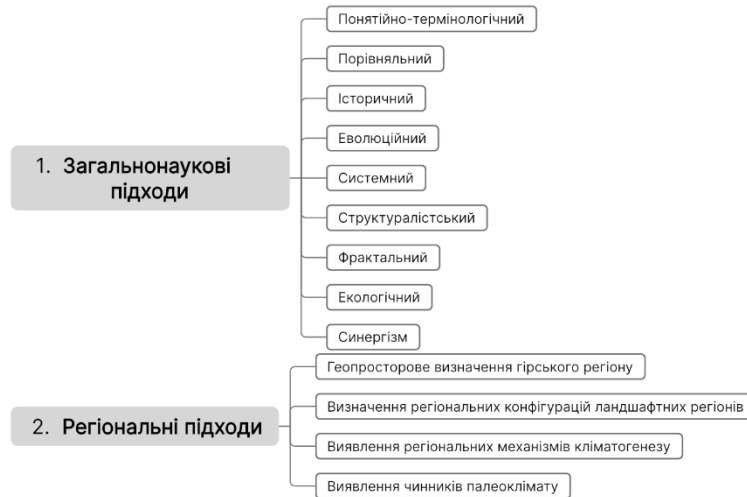 1. Загальнонаукові
підходи
Понятійно-термінологічний
Порівняльний
Історичний
Еволюційний
Системний
Структуралістський
Фрактальний
Екологічний
Синергізм
2. Регіональні підходи
Геопросторове визначення гірського регіону
Визначення регіональних конфігурацій ландшафтних регіонів
Виявлення регіональних механізмів кліматогенезу
Виявлення чинників палеоклімату